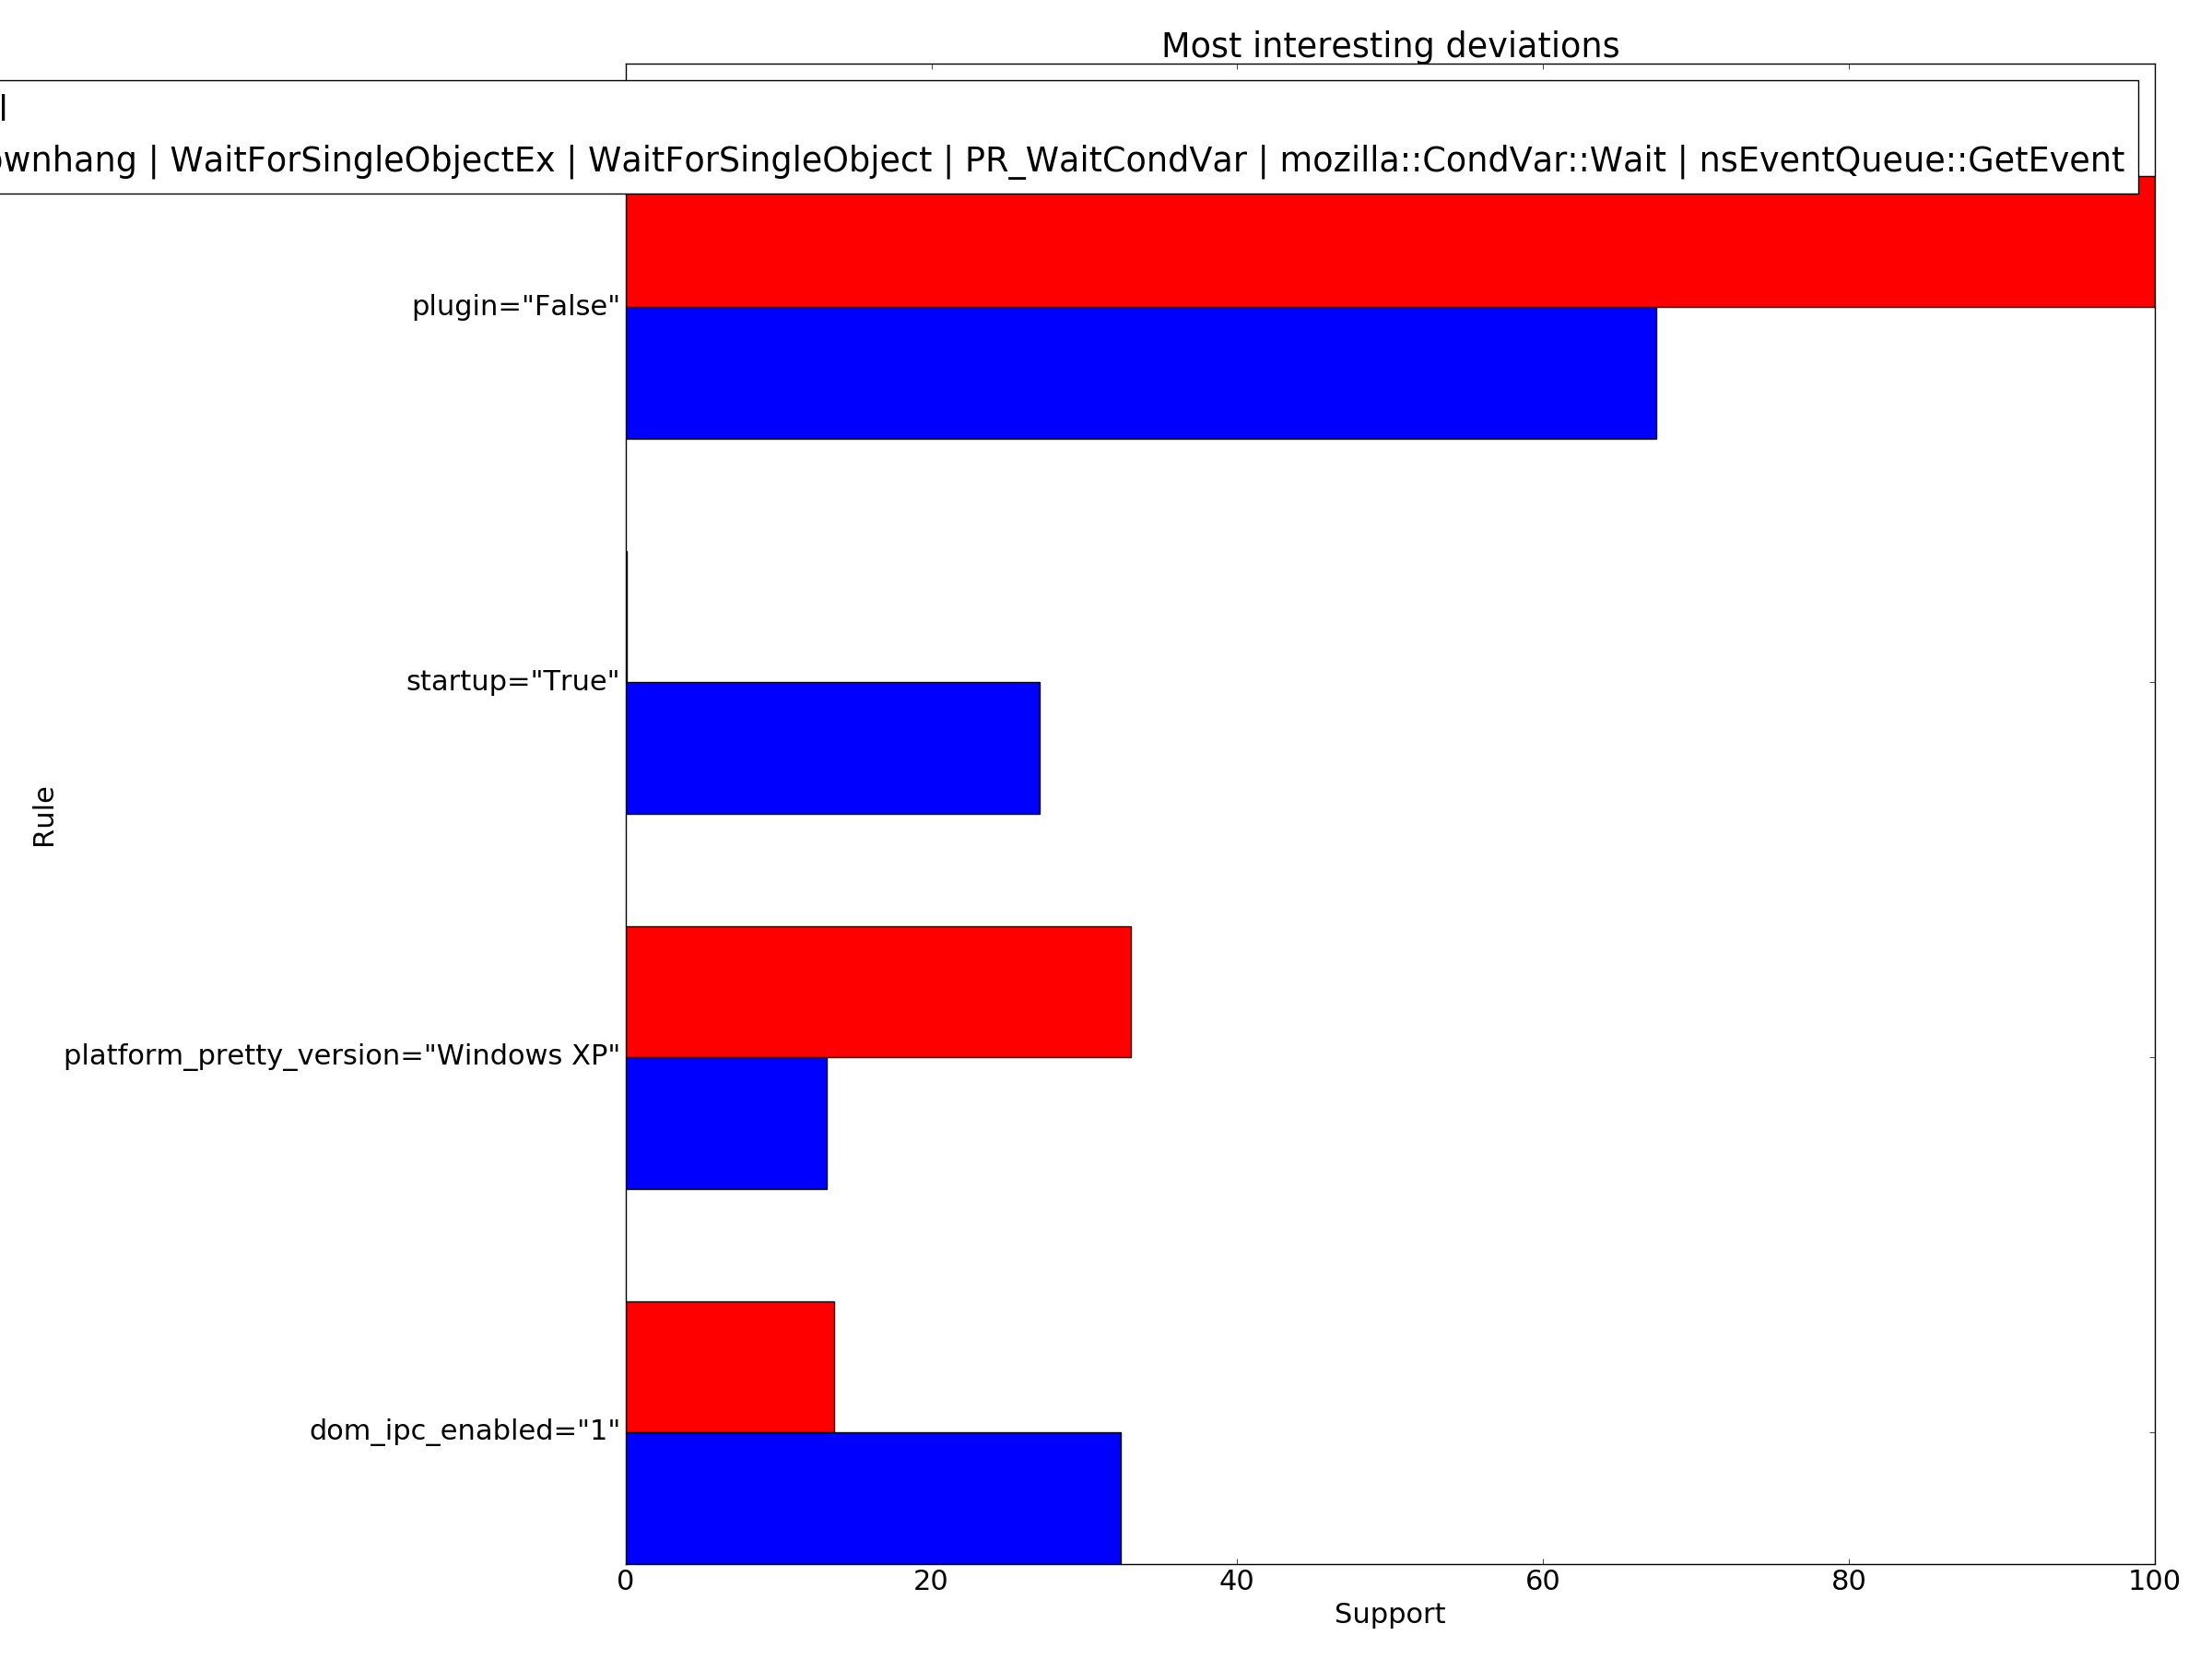 Most interesting deviations
wnhang | WaitForSingleObjectEx | WaitForSingleObject | PR_WaitCondVar | mozilla::CondVar::Wait | nsEventQueue::GetEvent
plugin="False"
startup="True"
Rule
platform_pretty_version="Windows XP"
dom_ipc_enabled="1"
0 20 40 60 80 100
Support